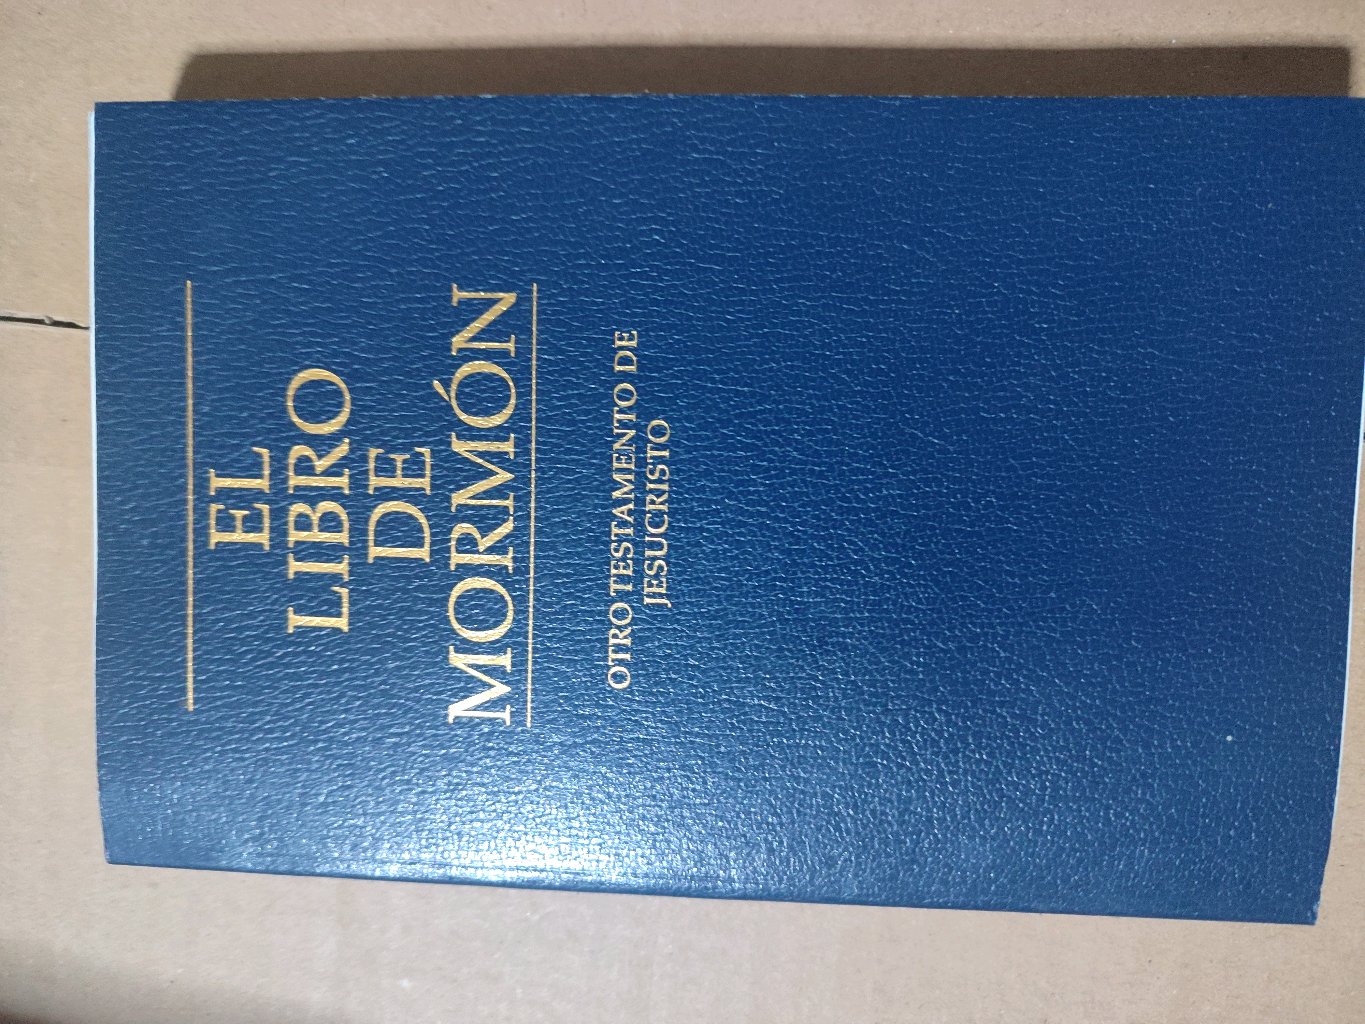 EL
LIBRO
DE
MORMÓN
OTRO TESTAMENTO DE
JESUCRISTO